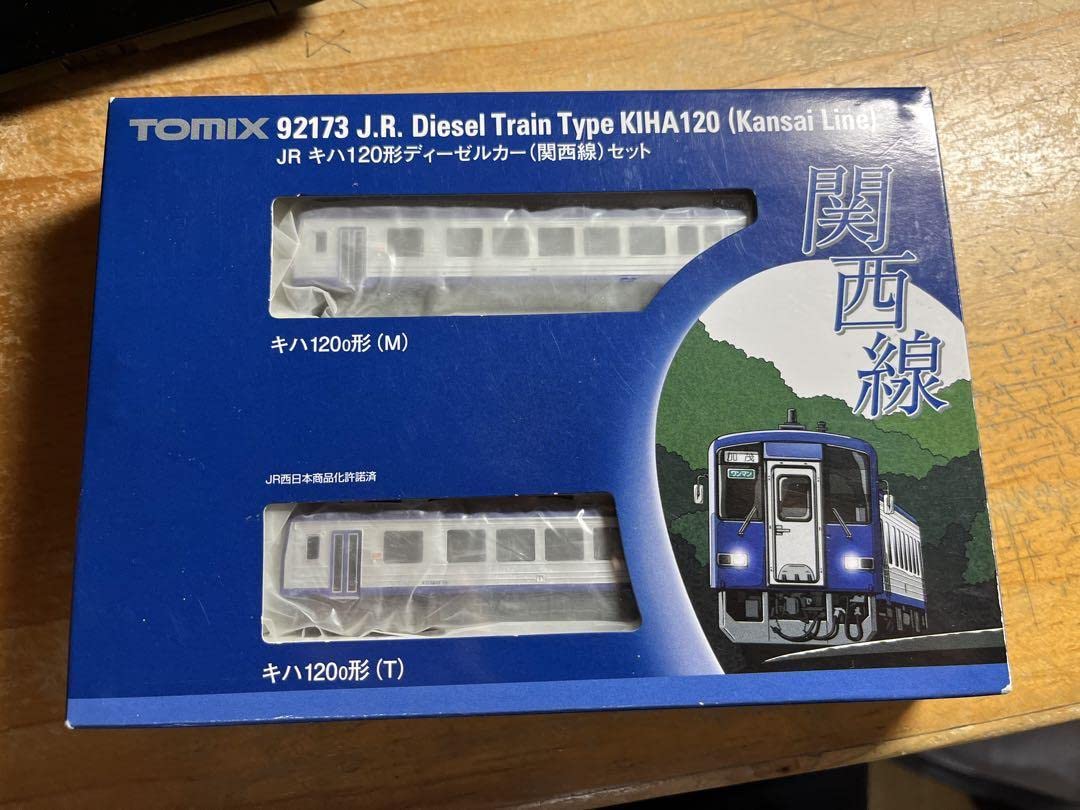 TOMIX 92173 J.R. Diesel Train Type KIHA120 (Kansai Line)
JR キハ120形ディーゼルカー(関西線)セット
関西線
キハ120₀形(M)
JR西日本商品化許諾済
加茂
ワンマン
キハ120₀形(T)